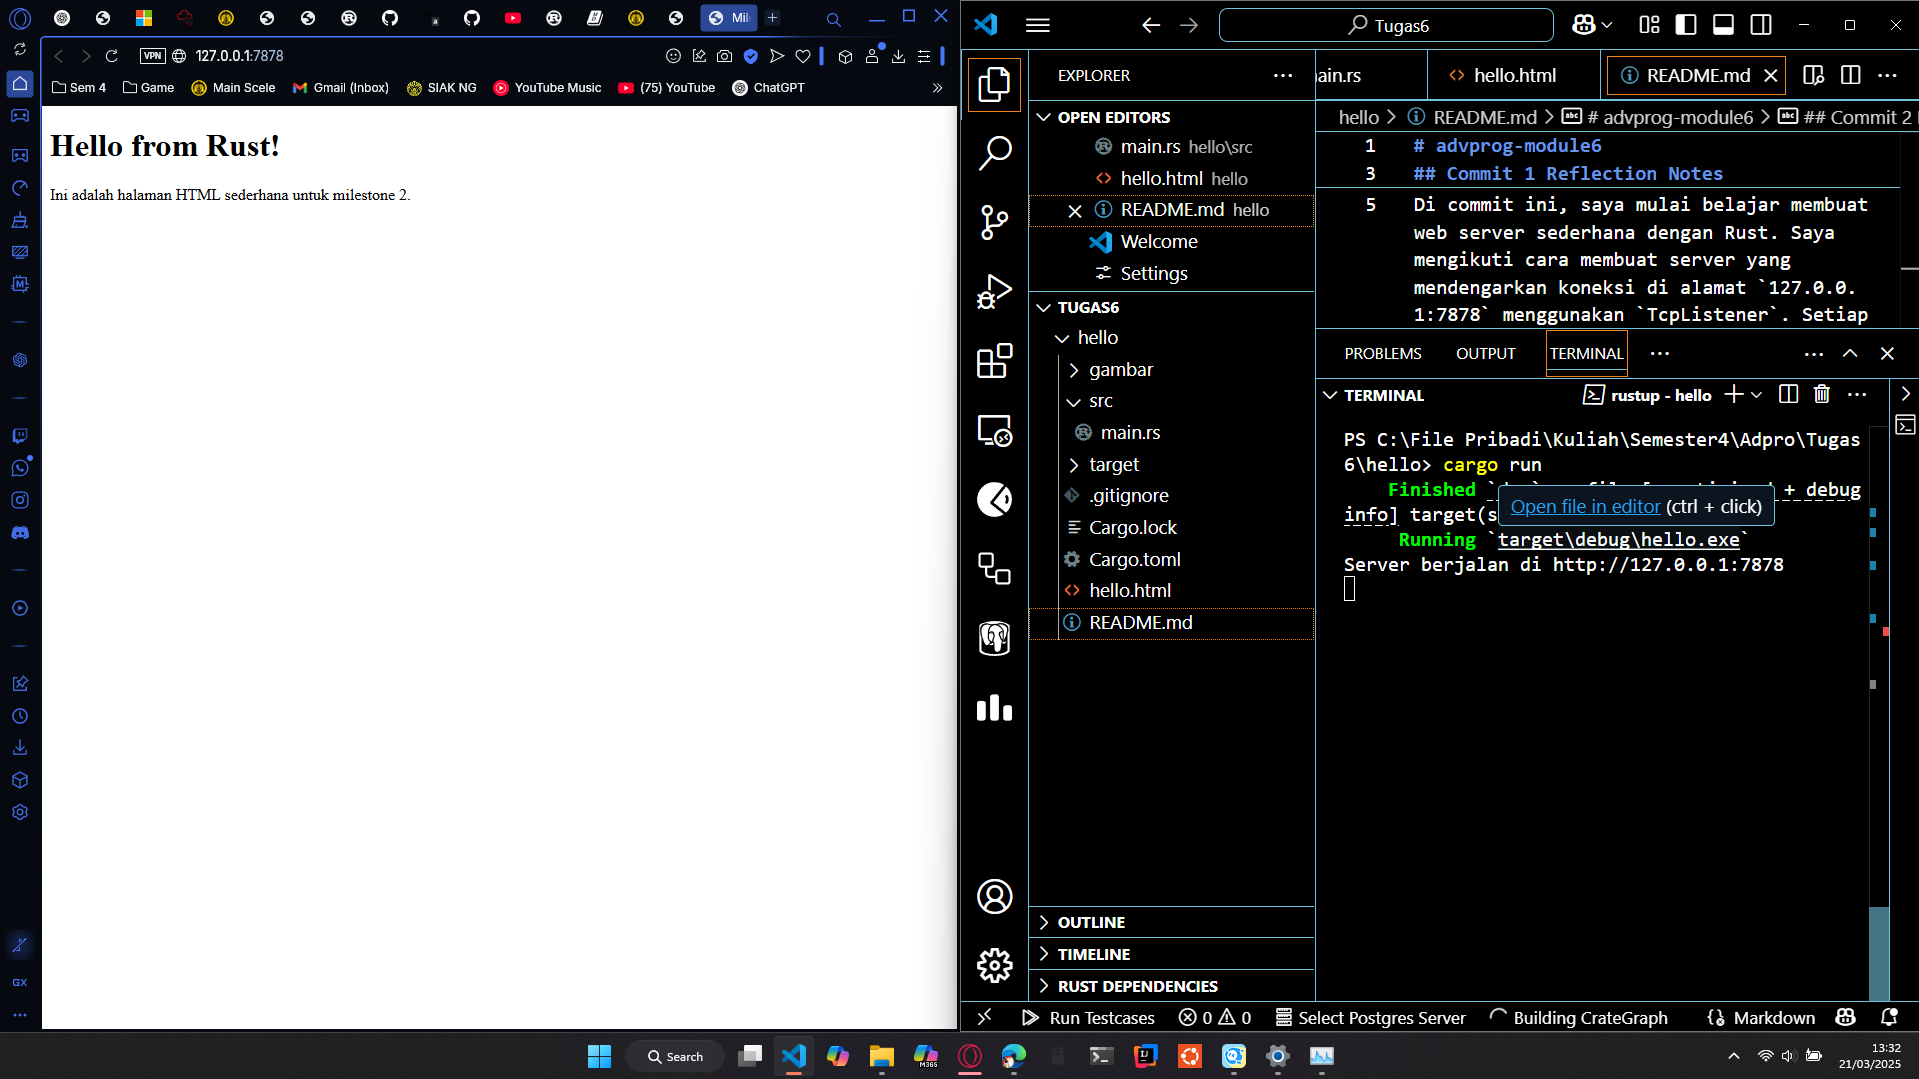 Mil
VPN 127.0.0.1:7878
Sem 4 Game Main Scele Gmail (Inbox) SIAK NG YouTube Music (75) YouTube ChatGPT
Hello from Rust!
Ini adalah halaman HTML sederhana untuk milestone 2.
GX
Tugas6
EXPLORER
OPEN EDITORS
main.rs hello\src
hello.html hello
README.md hello
Welcome
Settings
TUGAS6
hello
gambar
src
main.rs
target
.gitignore
Cargo.lock
Cargo.toml
hello.html
README.md
OUTLINE
TIMELINE
RUST DEPENDENCIES
ain.rs hello.html README.md
hello > README.md > # advprog-module6 > ## Commit 2
1 # advprog-module6
3 ## Commit 1 Reflection Notes
5 Di commit ini, saya mulai belajar membuat
web server sederhana dengan Rust. Saya
mengikuti cara membuat server yang
mendengarkan koneksi di alamat `127.0.0.
1:7878` menggunakan `TcpListener`. Setiap
PROBLEMS OUTPUT TERMINAL
TERMINAL rustup - hello
PS C:\File Pribadi\Kuliah\Semester4\Adpro\Tugas
6\hello> cargo run
Finished + debug
info] target(s
Open file in editor (ctrl + click)
Running `target\debug\hello.exe`
Server berjalan di http://127.0.0.1:7878
Run Testcases 0 0 Select Postgres Server Building CrateGraph Markdown
Search
M365
13:32
21/03/2025